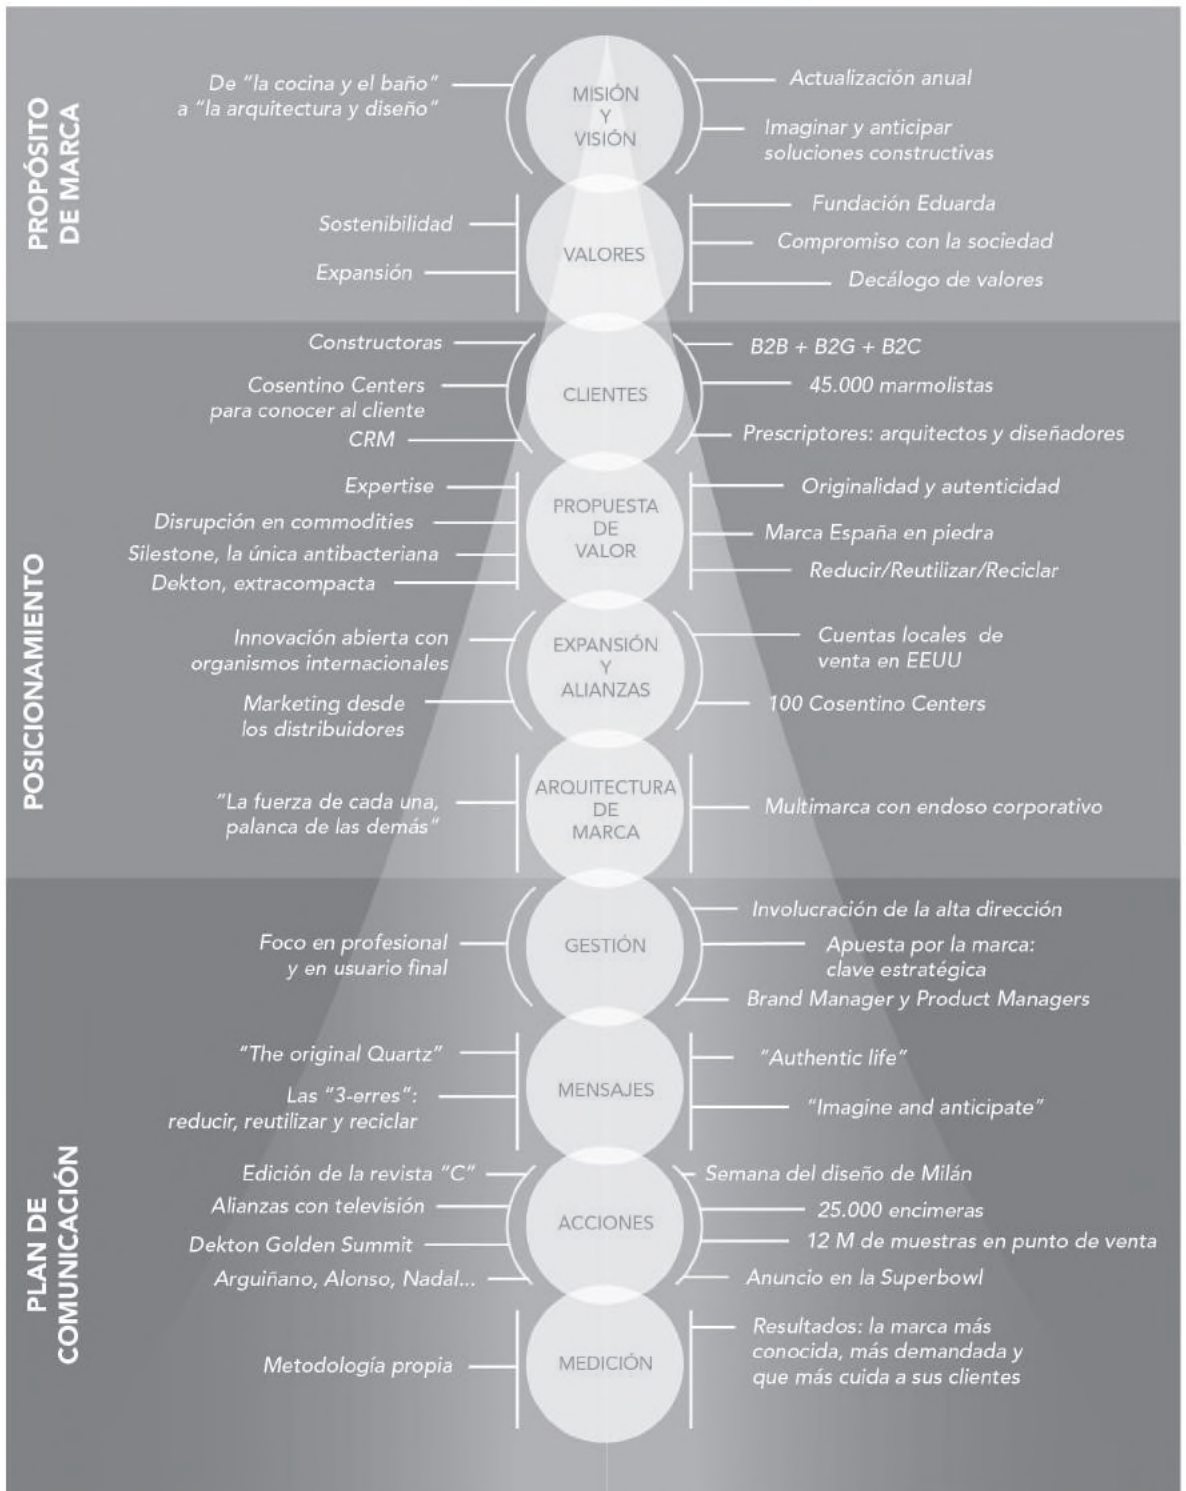 PROPÓSITO
DE MARCA
De "la cocina y el baño"
a "la arquitectura y diseño"
MISIÓN
Y
VISIÓN
Actualización anual
Imaginar y anticipar
soluciones constructivas
Sostenibilidad
Expansión
VALORES
Fundación Eduarda
Compromiso con la sociedad
Decálogo de valores
POSICIONAMIENTO
Constructoras
Cosentino Centers
para conocer al cliente
CRM
CLIENTES
B2B + B2G + B2C
45.000 marmolistas
Prescriptores: arquitectos y diseñadores
Expertise
Disrupción en commodities
Silestone, la única antibacteriana
Dekton, extracompacta
PROPUESTA
DE
VALOR
Originalidad y autenticidad
Marca España en piedra
Reducir/Reutilizar/Reciclar
Innovación abierta con
organismos internacionales
Marketing desde
los distribuidores
EXPANSIÓN
Y
ALIANZAS
Cuentas locales de
venta en EEUU
100 Cosentino Centers
"La fuerza de cada una,
palanca de las demás"
ARQUITECTURA
DE
MARCA
Multimarca con endoso corporativo
PLAN DE
COMUNICACIÓN
Foco en profesional
y en usuario final
GESTIÓN
Involucración de la alta dirección
Apuesta por la marca:
clave estratégica
Brand Manager y Product Managers
"The original Quartz"
Las "3-erres":
reducir, reutilizar y reciclar
MENSAJES
"Authentic life"
"Imagine and anticipate"
Edición de la revista "C"
Alianzas con televisión
Dekton Golden Summit
Arguiñano, Alonso, Nadal...
ACCIONES
Semana del diseño de Milán
25.000 encimeras
12 M de muestras en punto de venta
Anuncio en la Superbowl
Metodología propia
MEDICIÓN
Resultados: la marca más
conocida, más demandada y
que más cuida a sus clientes